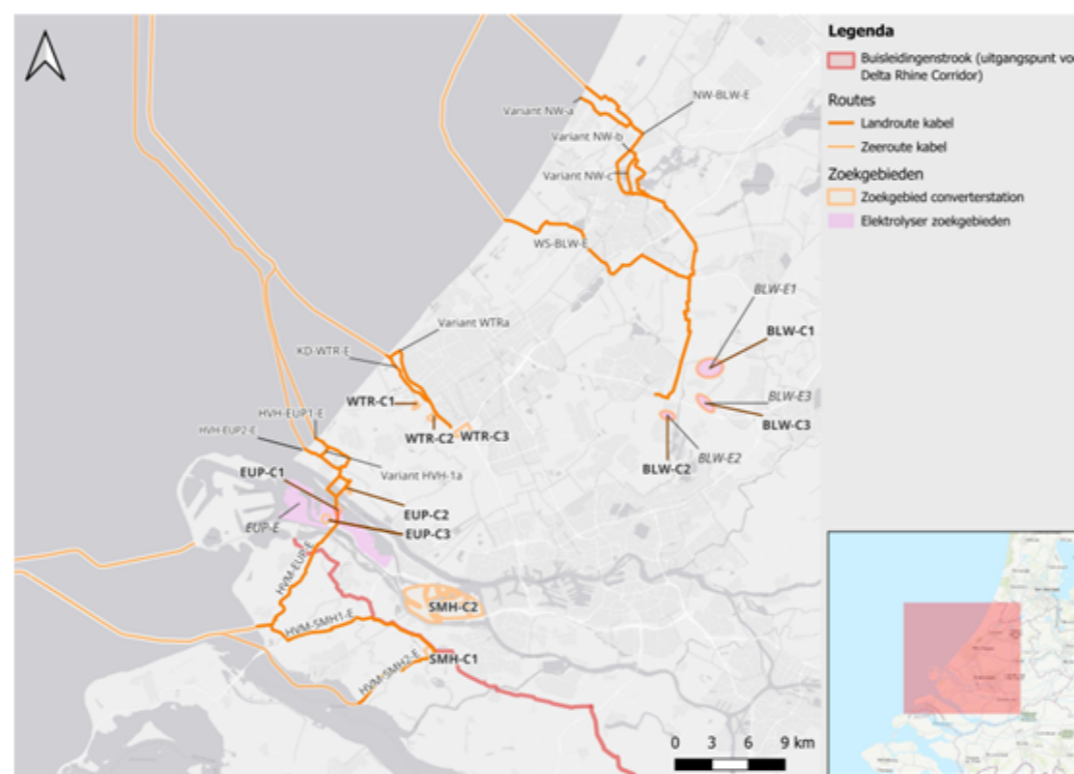 Legenda
Buisleidingenstrook (uitgangspunt vo
Delta Rhine Corridor)
Routes
Landroute kabel
Zeeroute kabel
Zoekgebieden
Zoekgebied converterstation
Elektrolyser zoekgebieden
NW-BLW-E
Variant NW-a
Variant NW-b
Variant NW-c
WS-BLW-E
BLW-E1
Variant WTRa
BLW-C1
KD-WTR-E
WTR-C1
BLW-E3
HVH-EUP1-E
BLW-C3
HVH-EUP2-E
WTR-C2
WTR-C3
BLW-E2
BLW-C2
EUP-C1
Variant HVH-1a
EUP-C2
EUP-E
EUP-C3
HVM-EUP-E
SMH-C2
HVM-SMH1-E
SMH-C1
HVM-SMH2-E
0 3 6 9 km